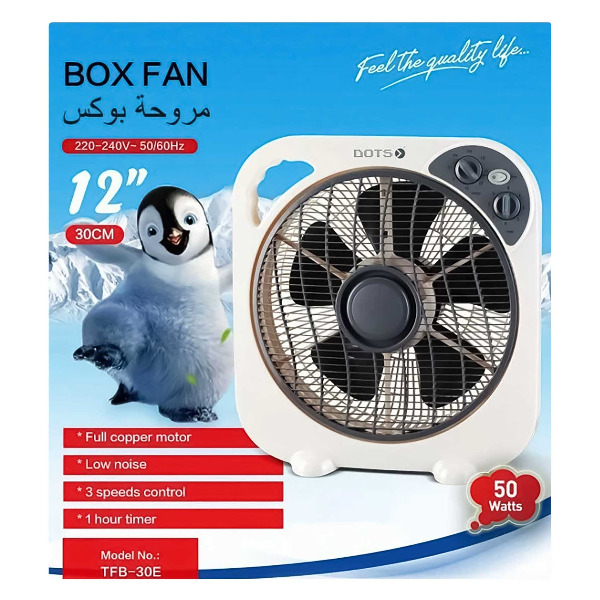 Feel the quality life...
BOX FAN
مروحة بوكس
220-240V~ 50/60Hz
12"
30CM
DOTS
* Full copper motor
* Low noise
* 3 speeds control
* 1 hour timer
50
Watts
Model No.:
TFB-30E